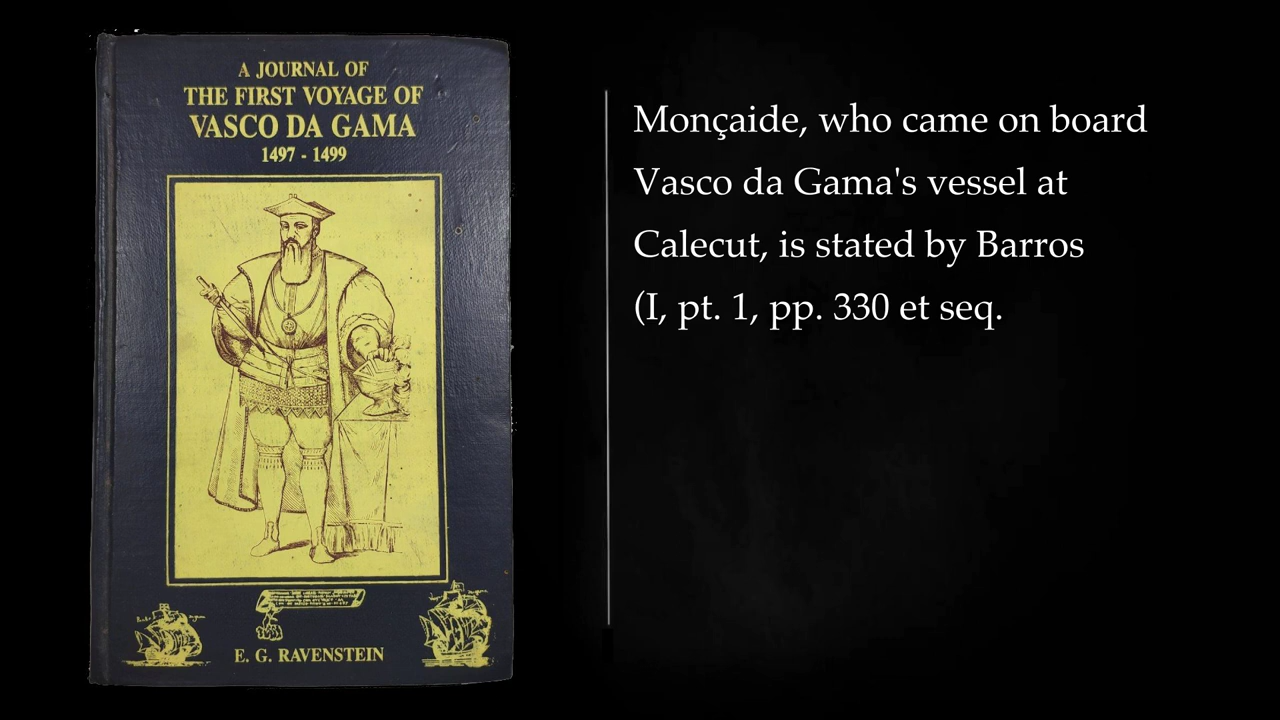 A JOURNAL OF
THE FIRST VOYAGE OF
VASCO DA GAMA
1497 - 1499
E. G. RAVENSTEIN
Monçaide, who came on board
Vasco da Gama's vessel at
Calecut, is stated by Barros
(I, pt. 1, pp. 330 et seq.